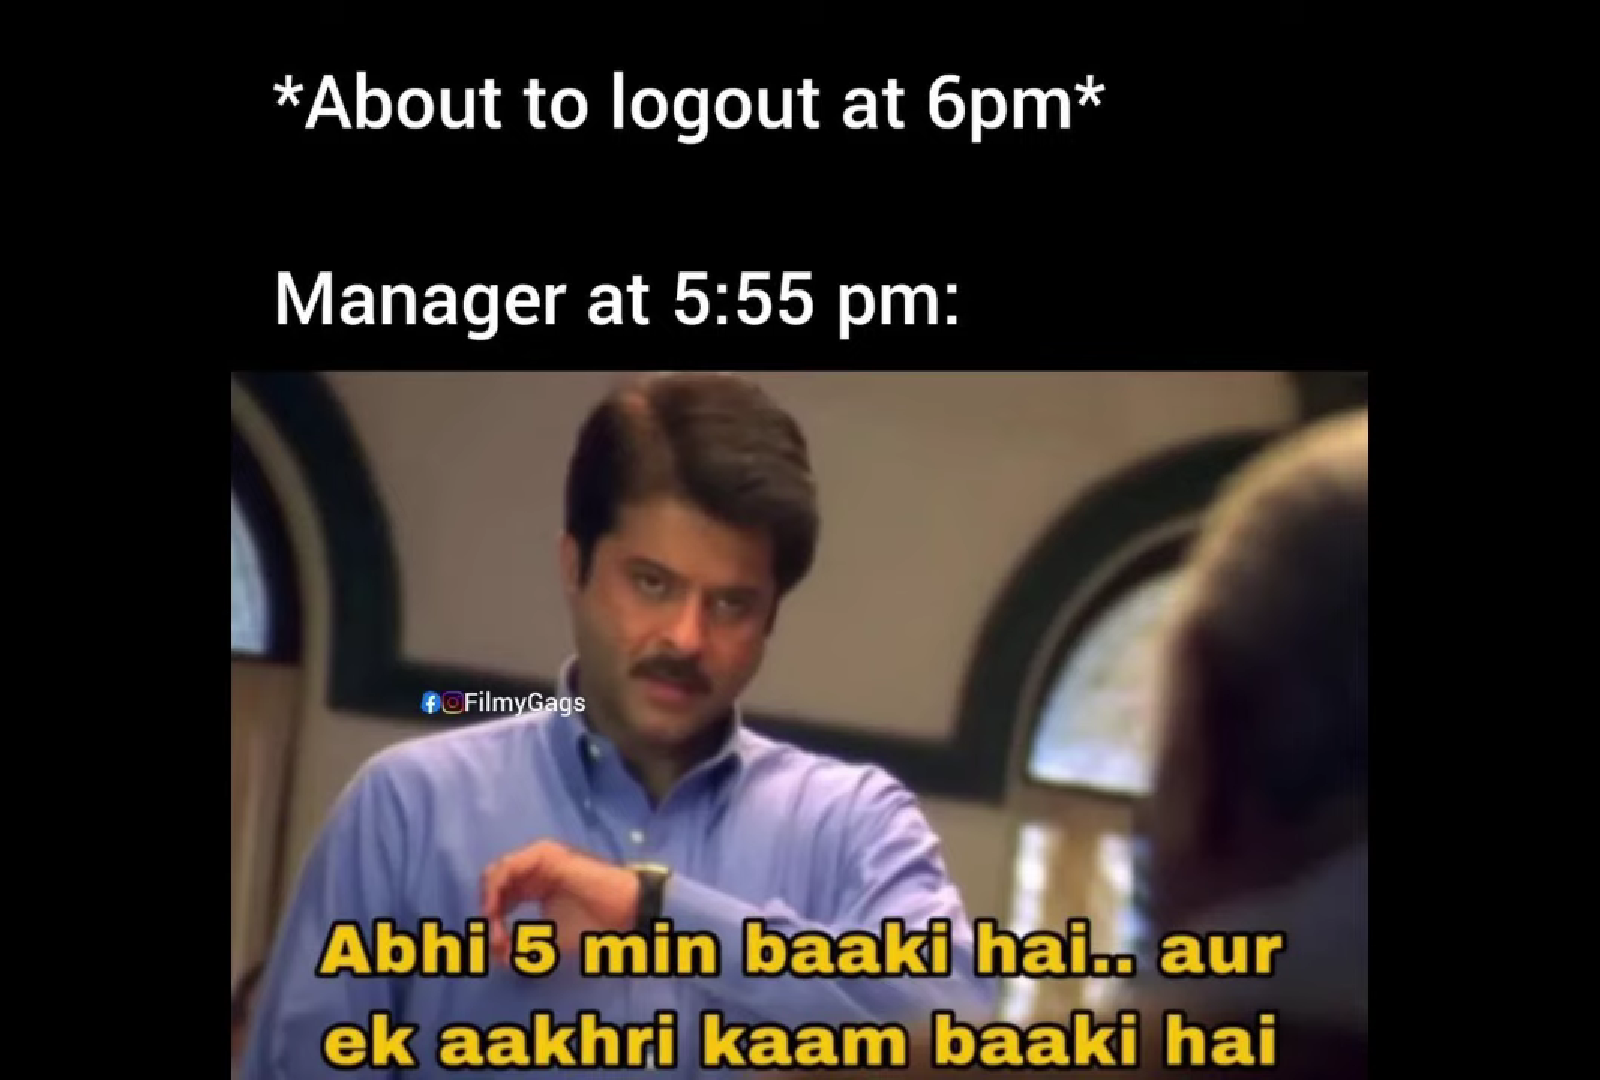 *About to logout at 6pm*
Manager at 5:55 pm:
FilmyGags
Abhi 5 min baaki hai.. aur
ek aakhri kaam baaki hai